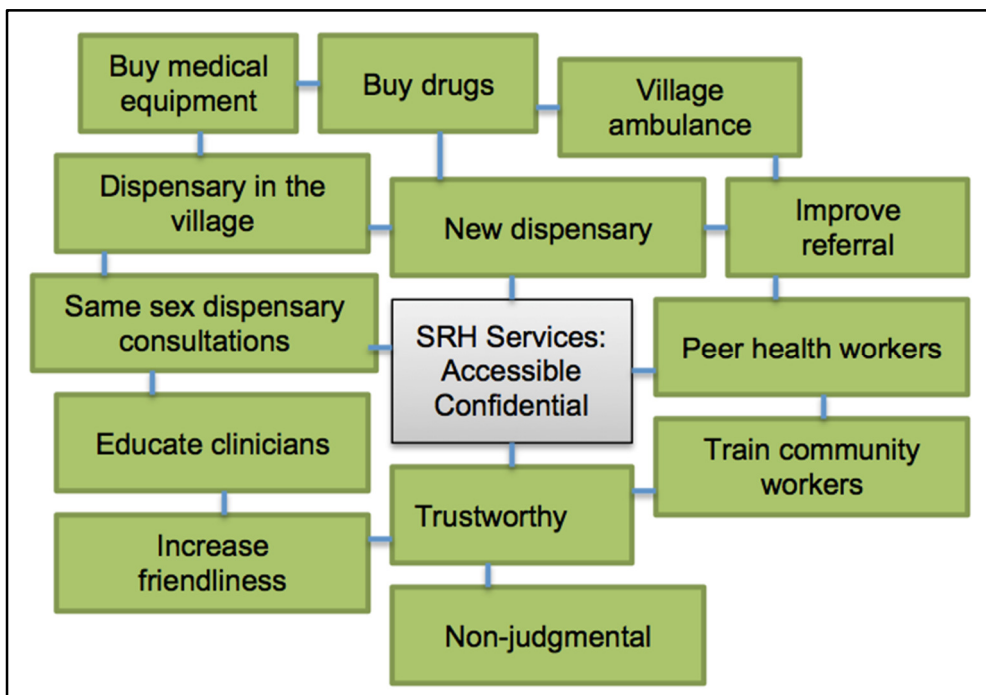 Buy medical
equipment
Buy drugs
Village
ambulance
Dispensary in the
village
New dispensary
Improve
referral
Same sex dispensary
consultations
SRH Services:
Accessible
Confidential
Peer health workers
Educate clinicians
Trustworthy
Train community
workers
Increase
friendliness
Non-judgmental